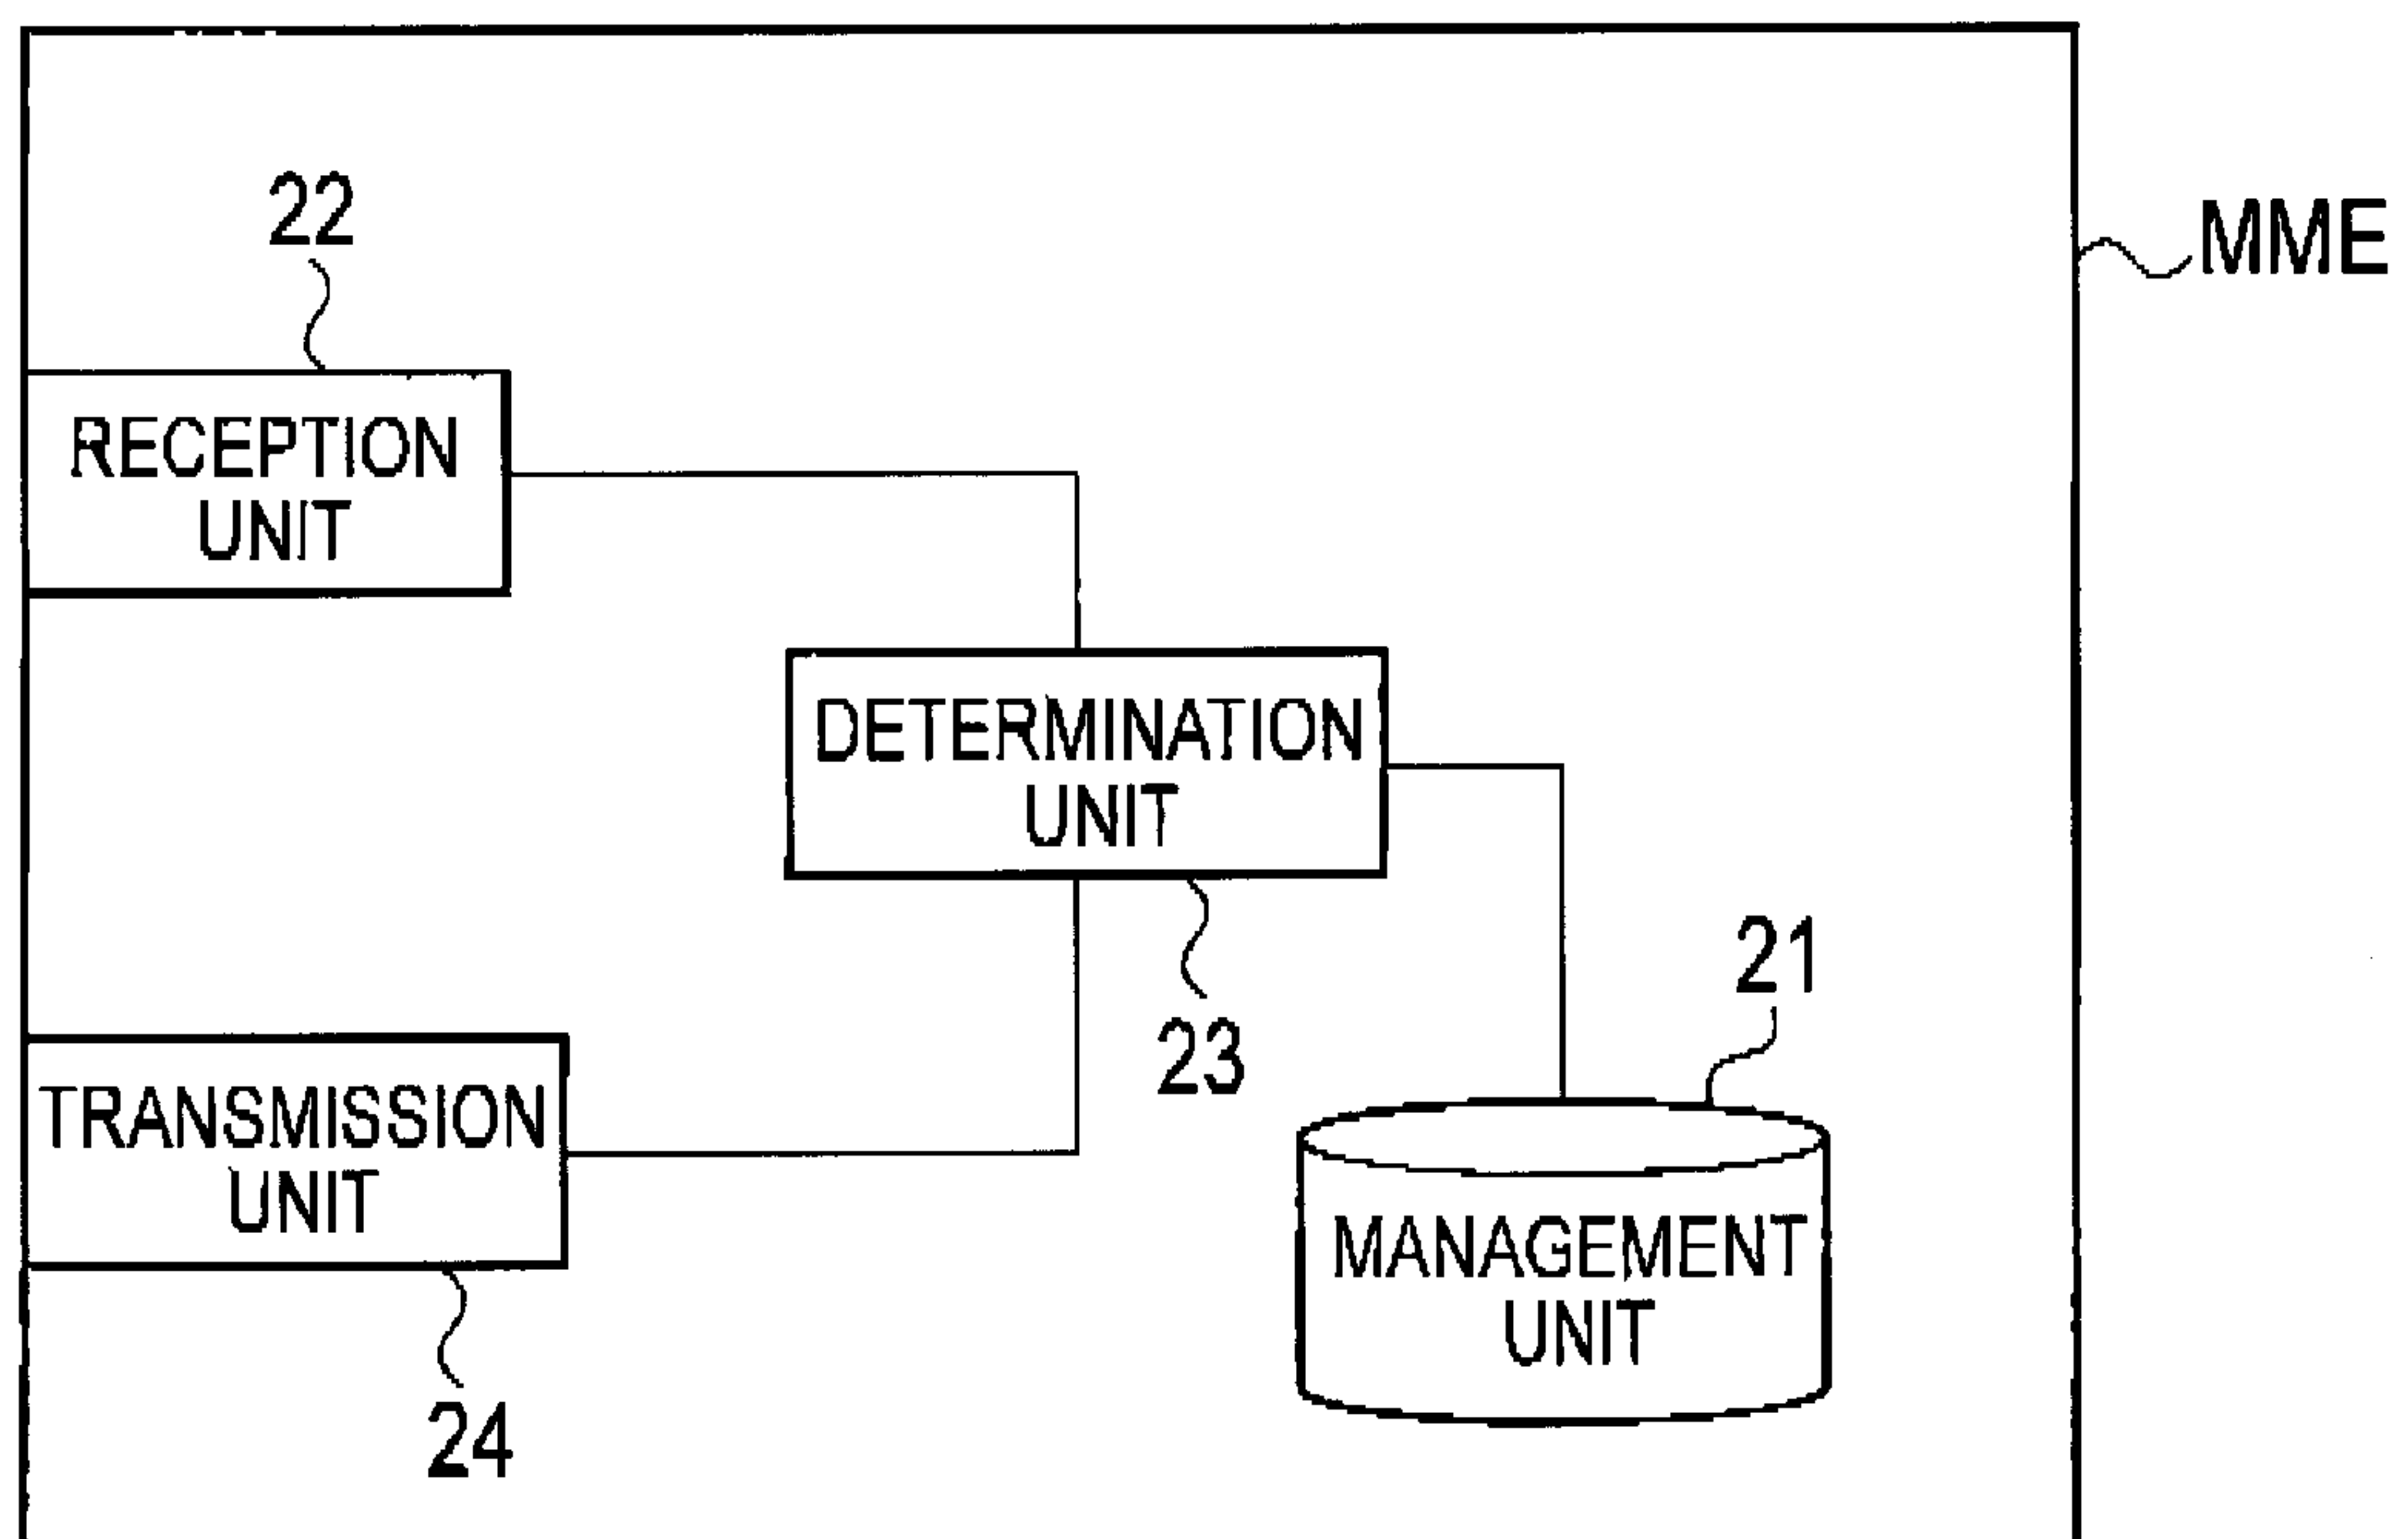 22
MME
RECEPTION
UNIT
DETERMINATION
UNIT
21
23
TRANSMISSION
UNIT
MANAGEMENT
UNIT
24